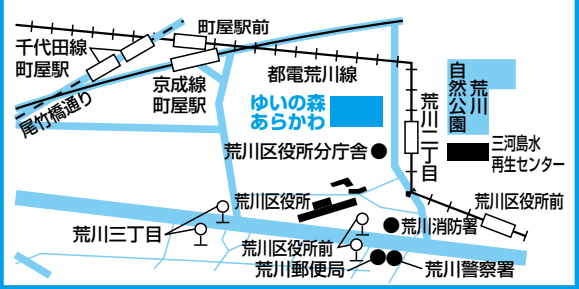 町屋駅前
千代田線
町屋駅
京成線
町屋駅
都電荒川線
尾竹橋通り
ゆいの森
あらかわ
荒川二丁目
荒川
自然公園
三河島水
再生センター
荒川区役所分庁舎
荒川区役所
荒川区役所前
荒川三丁目
荒川消防署
荒川区役所前
荒川郵便局
荒川警察署